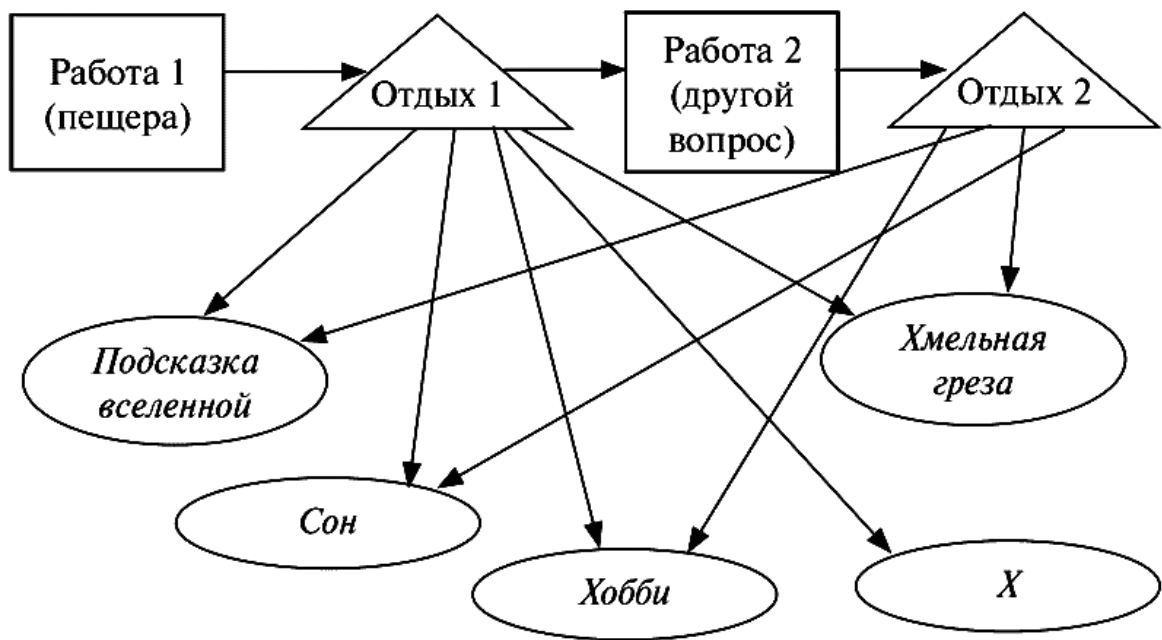 Работа 1
(пещера)
Отдых 1
Работа 2
(другой
вопрос)
Отдых 2
Подсказка
вселенной
Сон
Хобби
Х
Хмельная
греза